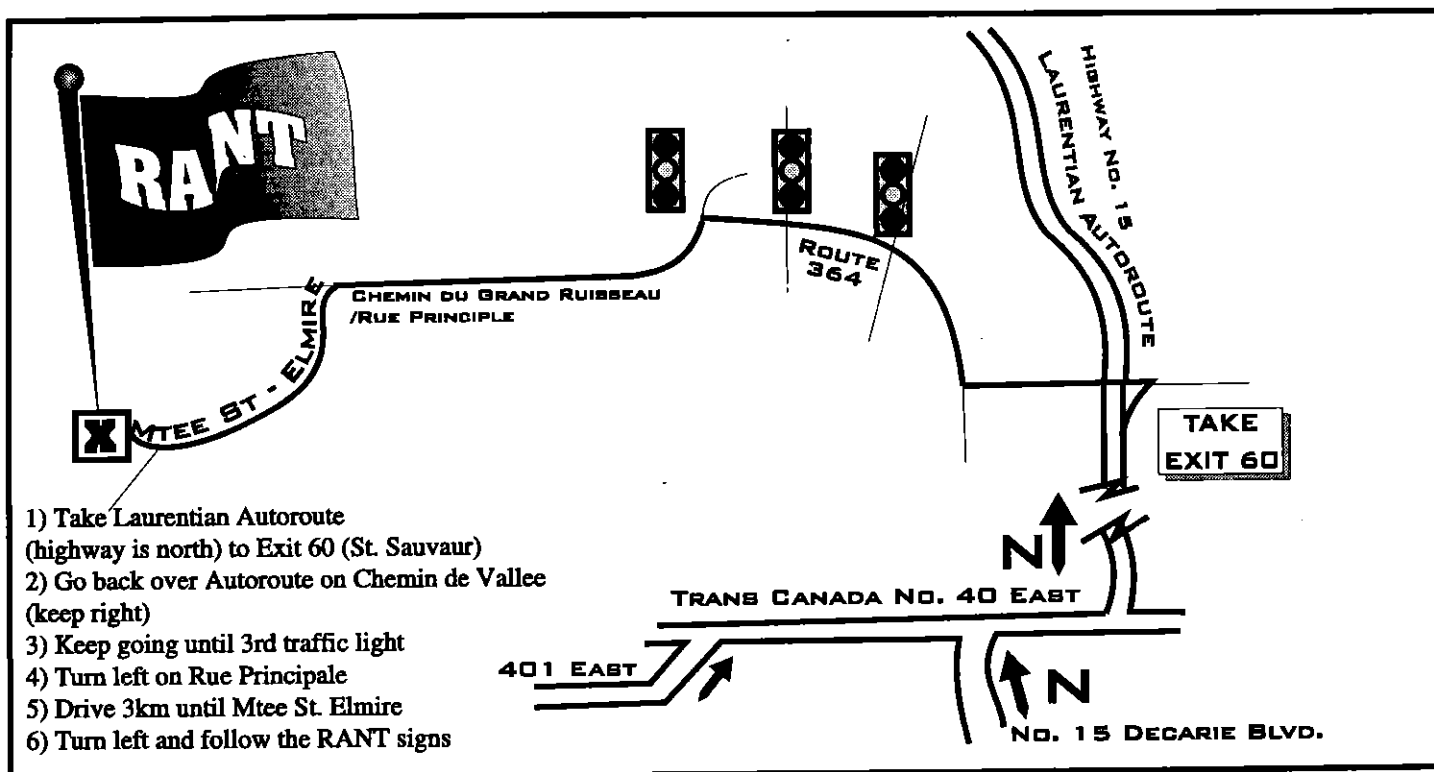 RANT
HIGHWAY NO. 15
LAURENTIAN AUTOROUTE
ROUTE
364
CHEMIN DU GRAND RUISSEAU
/RUE PRINCIPLE
MTEE ST - ELMIRE
X
TAKE
EXIT 60
1) Take Laurentian Autoroute
(highway is north) to Exit 60 (St. Sauvaur)
2) Go back over Autoroute on Chemin de Vallee
(keep right)
3) Keep going until 3rd traffic light
4) Turn left on Rue Principale
5) Drive 3km until Mtee St. Elmire
6) Turn left and follow the RANT signs
N
TRANS CANADA NO. 40 EAST
401 EAST
N
NO. 15 DECARIE BLVD.